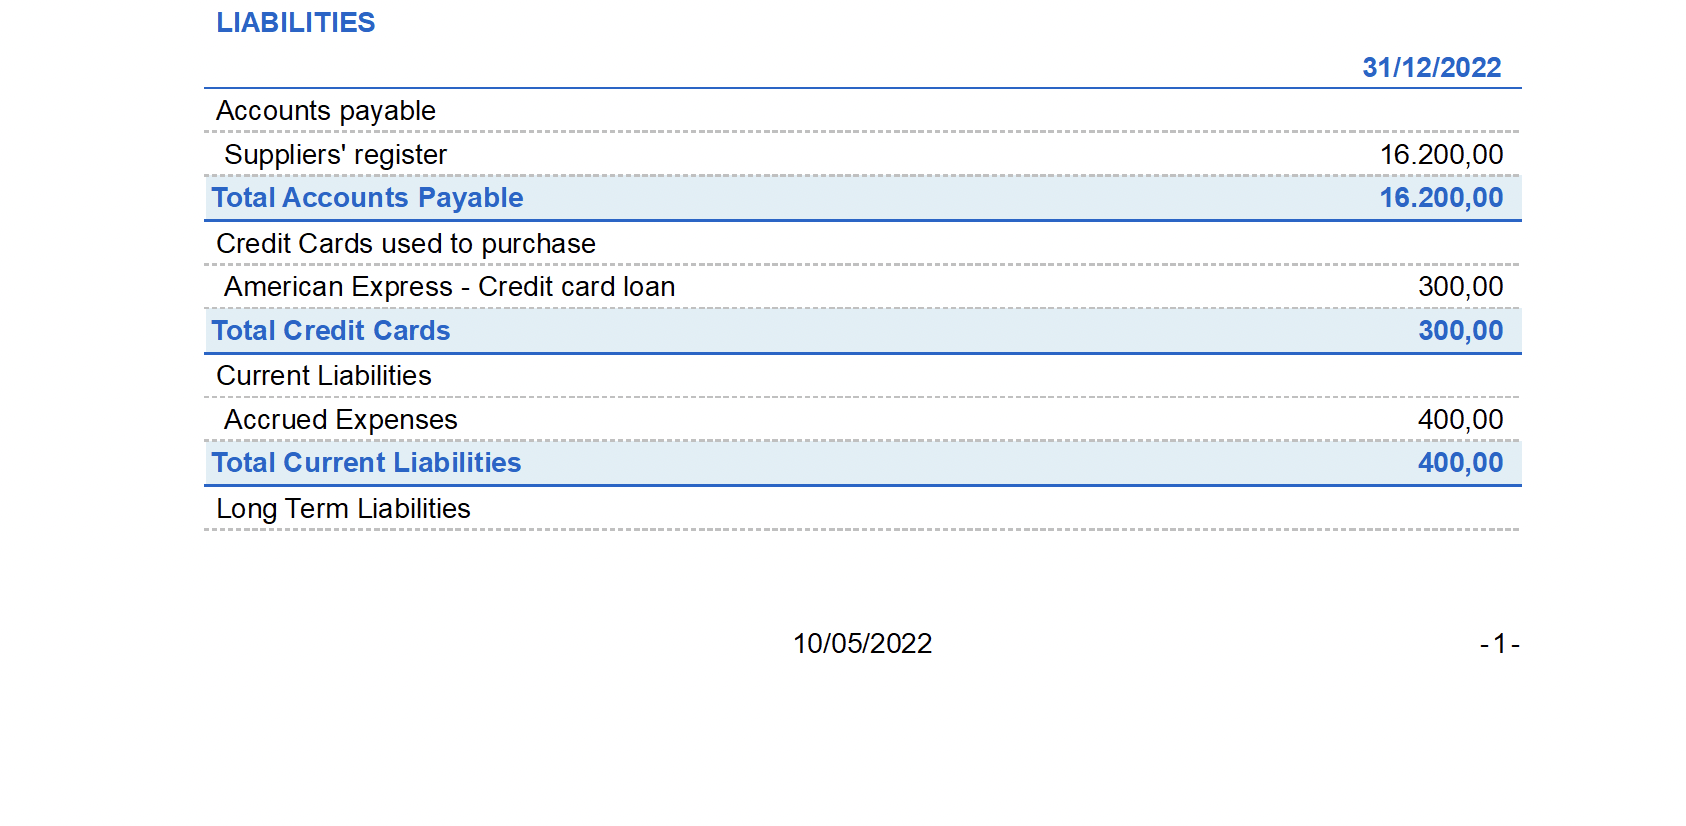 LIABILITIES
31/12/2022
Accounts payable
Suppliers' register 16.200,00
Total Accounts Payable 16.200,00
Credit Cards used to purchase
American Express - Credit card loan 300,00
Total Credit Cards 300,00
Current Liabilities
Accrued Expenses 400,00
Total Current Liabilities 400,00
Long Term Liabilities
10/05/2022 - 1 -